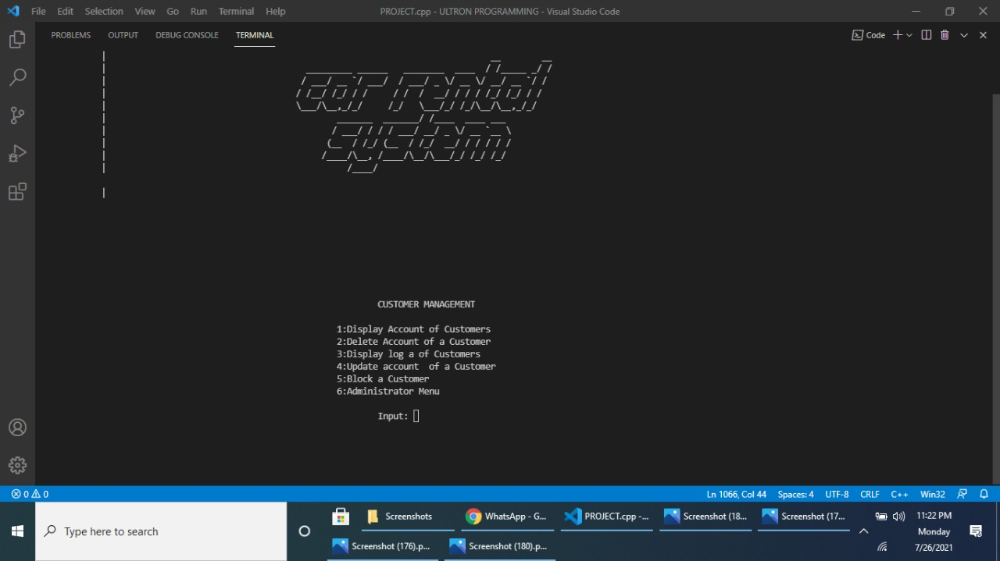 File Edit Selection View Go Run Terminal Help PROJECT.cpp - ULTRON PROGRAMMING - Visual Studio Code
PROBLEMS OUTPUT DEBUG CONSOLE TERMINAL Code
car rental
system
CUSTOMER MANAGEMENT
1:Display Account of Customers
2:Delete Account of a Customer
3:Display log a of Customers
4:Update account  of a Customer
5:Block a Customer
6:Administrator Menu
Input:
0 0 Ln 1066, Col 44 Spaces: 4 UTF-8 CRLF C++ Win32
Type here to search
Screenshots WhatsApp - G... PROJECT.cpp -... Screenshot (18... Screenshot (17...
Screenshot (176).p... Screenshot (180).p...
11:22 PM
Monday
7/26/2021